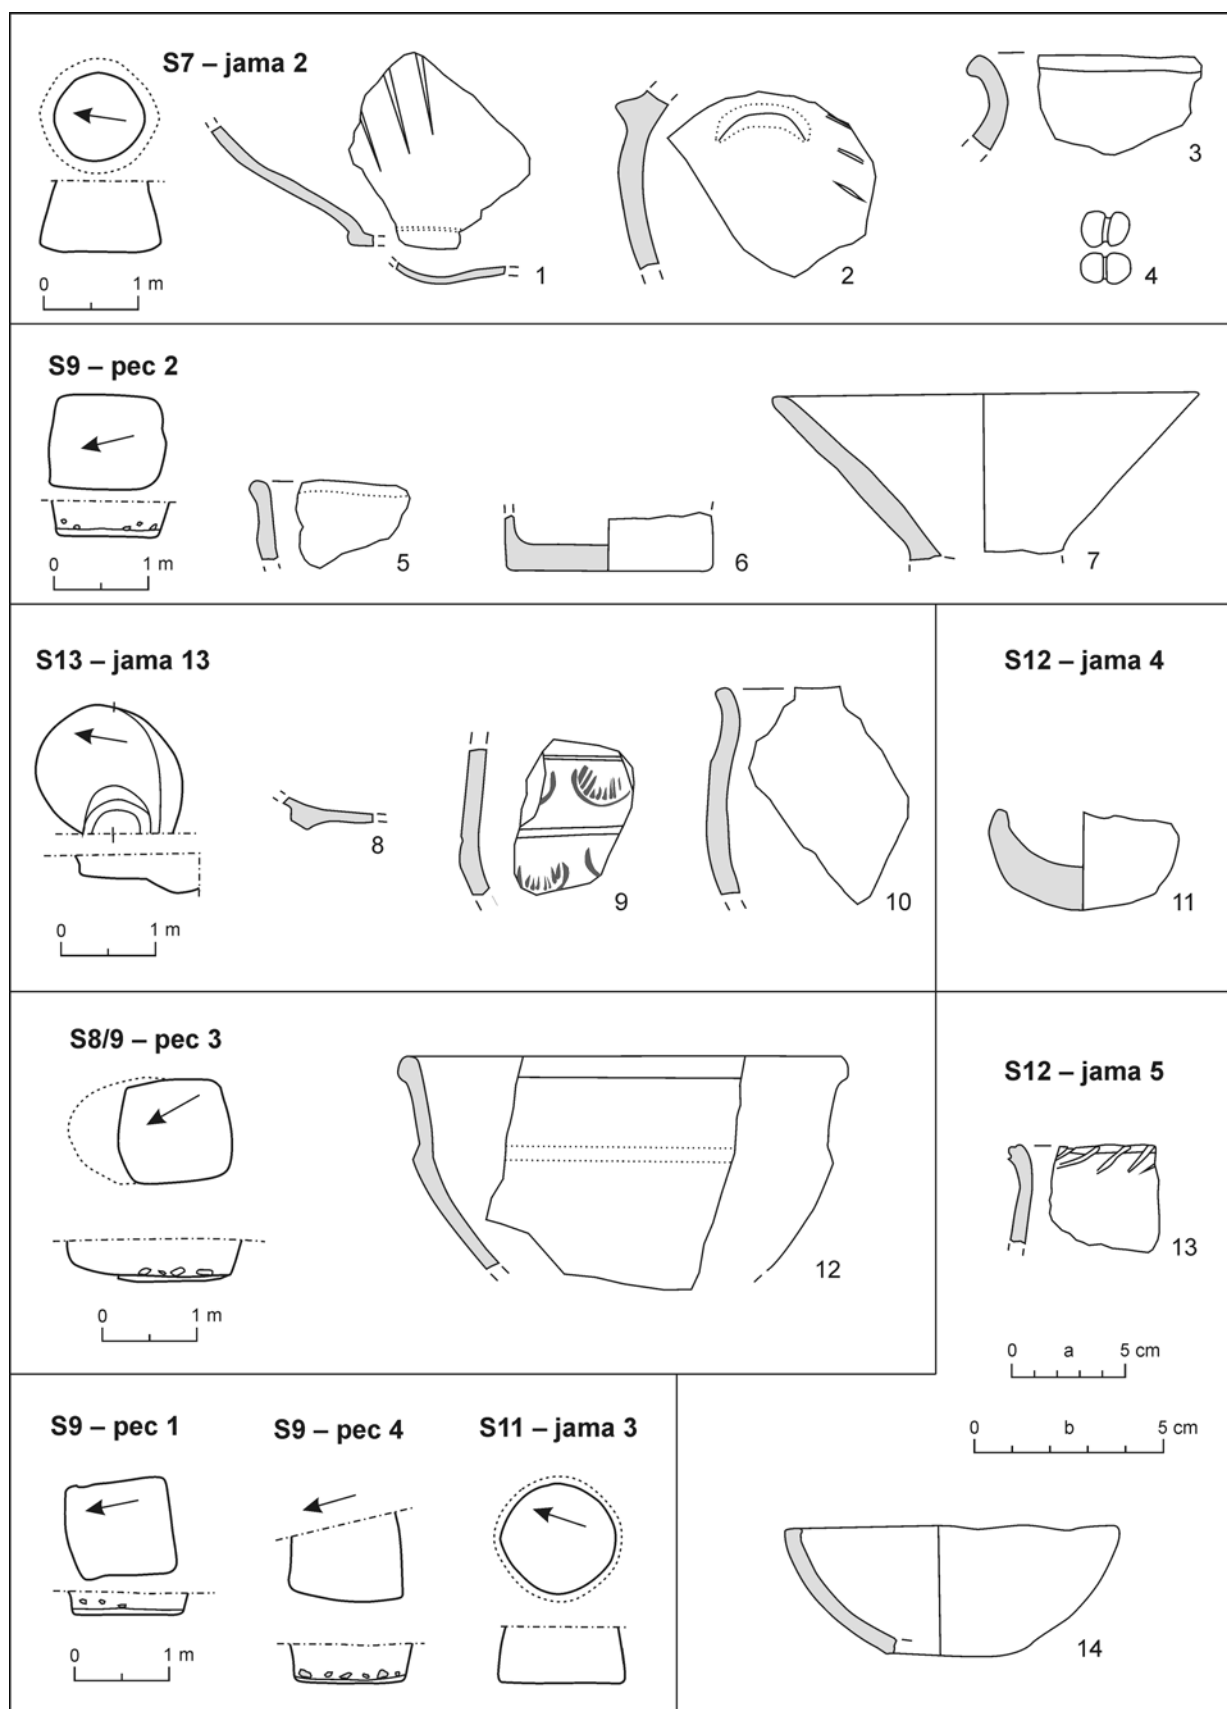 S7 – jama 2
0 1 m
1
2
3
4
S9 – pec 2
0 1 m
5
6
7
S13 – jama 13
0 1 m
8
9
10
S12 – jama 4
11
S8/9 – pec 3
0 1 m
12
S12 – jama 5
13
0 a 5 cm
0 b 5 cm
S9 – pec 1
S9 – pec 4
S11 – jama 3
0 1 m
14